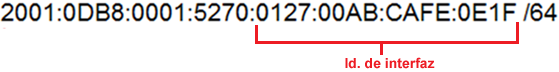 2001:0DB8:0001:5270:0127:00AB:CAFE:0E1F /64
Id. de interfaz